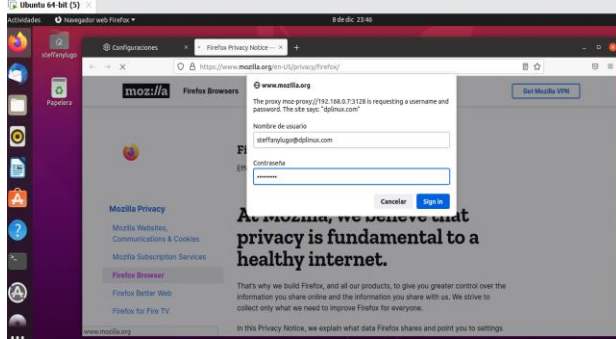 Ubuntu 64-bit (5)
Actividades
Navegador web Firefox
8 de dic 23:46
steffanylugo
Papelera
Configuraciones
Firefox Privacy Notice —
https://www.mozilla.org/en-US/privacy/firefox/
moz://a
Firefox Browsers
Get Mozilla VPN
www.mozilla.org
The proxy moz-proxy://192.168.0.7:3128 is requesting a username and
password. The site says: "dplinux.com"
Nombre de usuario
steffanylugo@dplinux.com
Contraseña
Cancelar
Sign in
Mozilla Privacy
Mozilla Websites,
Communications & Cookies
Mozilla Subscription Services
Firefox Browser
Firefox Better Web
Firefox for Fire TV
At Mozilla, we believe that
privacy is fundamental to a
healthy internet.
That's why we build Firefox, and all our products, to give you greater control over the
information you share online and the information you share with us. We strive to
collect only what we need to improve Firefox for everyone.
In this Privacy Notice, we explain what data Firefox shares and point you to settings
www.mozilla.org